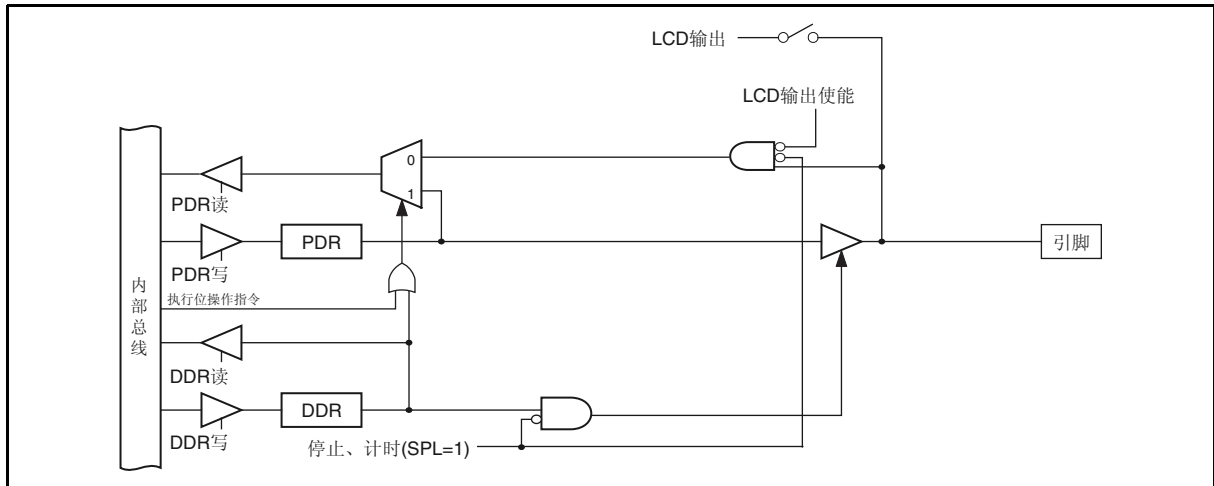 LCD输出
LCD输出使能
0
1
PDR读
PDR
PDR写
引脚
执行位操作指令
内部总线
DDR读
DDR
DDR写
停止、计时(SPL=1)